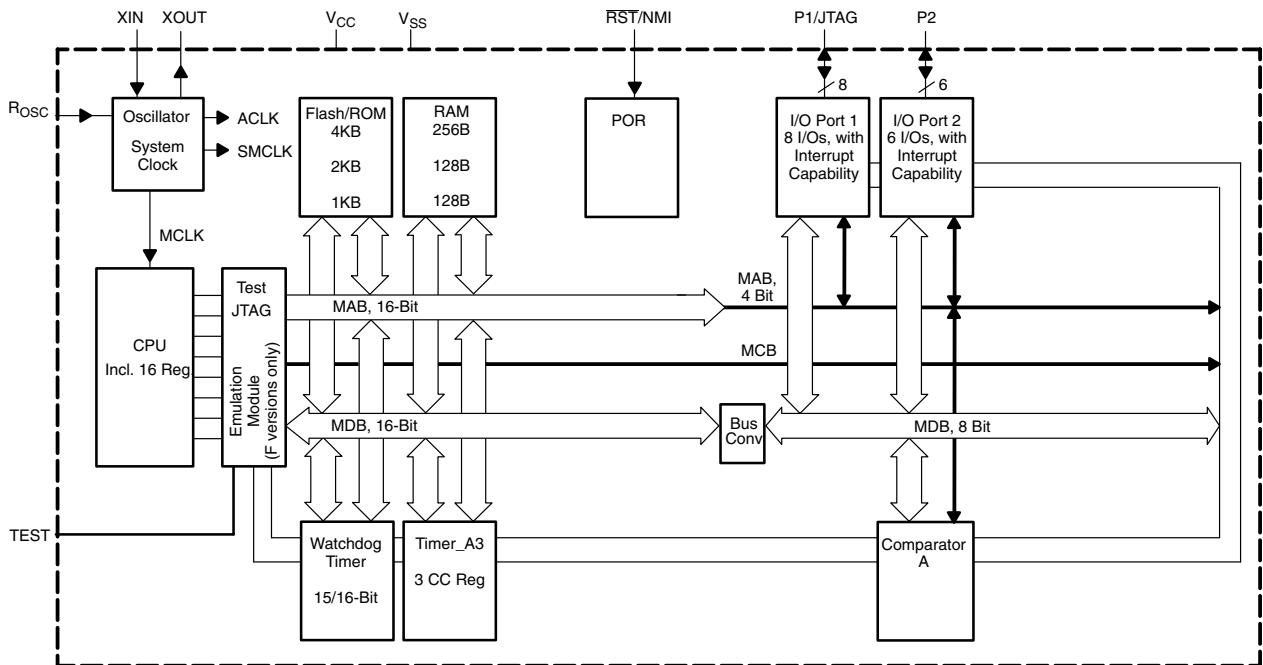 XIN
XOUT
VCC
VSS
RST/NMI
P1/JTAG
P2
8
6
ROSC
Oscillator
System
Clock
ACLK
SMCLK
Flash/ROM
4KB
2KB
1KB
RAM
256B
128B
128B
POR
I/O Port 1
8 I/Os, with
Interrupt
Capability
I/O Port 2
6 I/Os, with
Interrupt
Capability
MCLK
CPU
Incl. 16 Reg.
Test
JTAG
Emulation
Module
(F versions only)
MAB, 16-Bit
MAB,
4 Bit
MCB
MDB, 16-Bit
Bus
Conv
MDB, 8 Bit
TEST
Watchdog
Timer
15/16-Bit
Timer_A3
3 CC Reg
Comparator
A